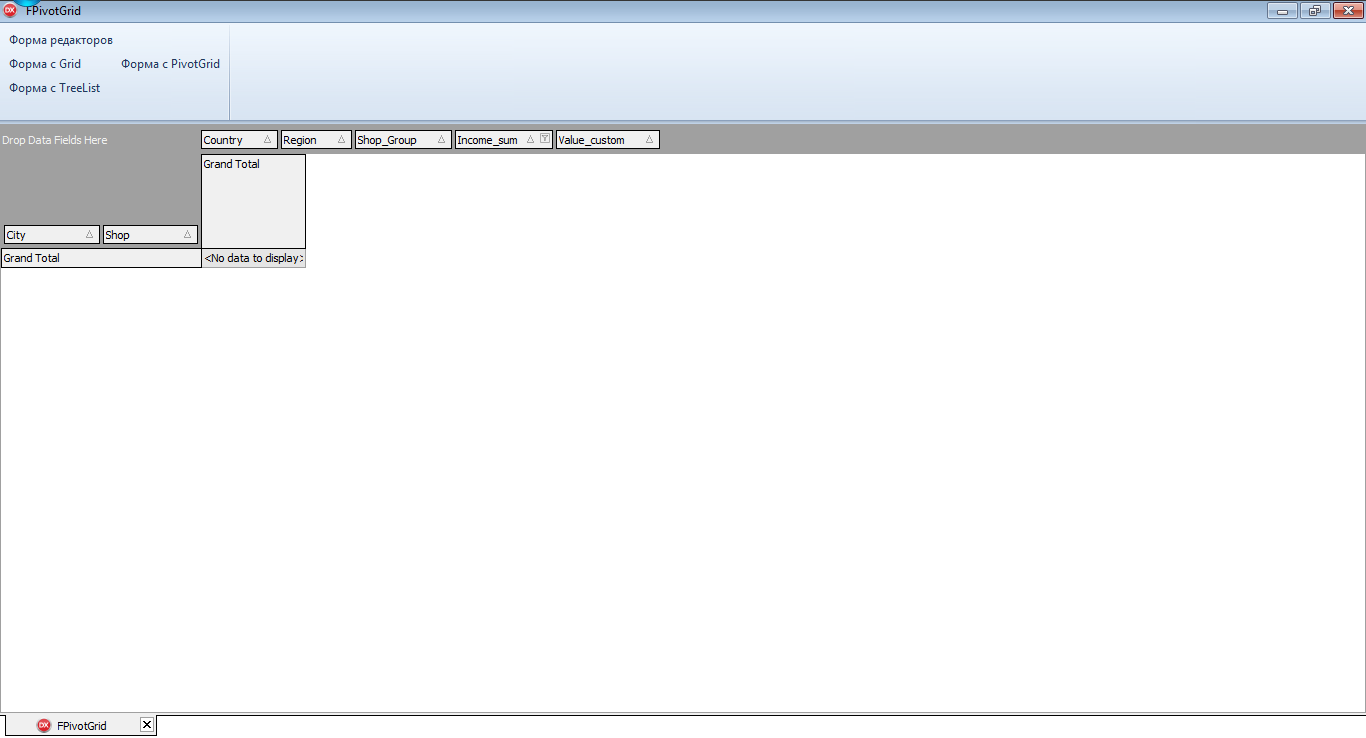 FPivotGrid
Форма редакторов
Форма с Grid Форма с PivotGrid
Форма с TreeList
Drop Data Fields Here Country Region Shop_Group Income_sum Value_custom
Grand Total
City Shop
Grand Total <No data to display>
FPivotGrid